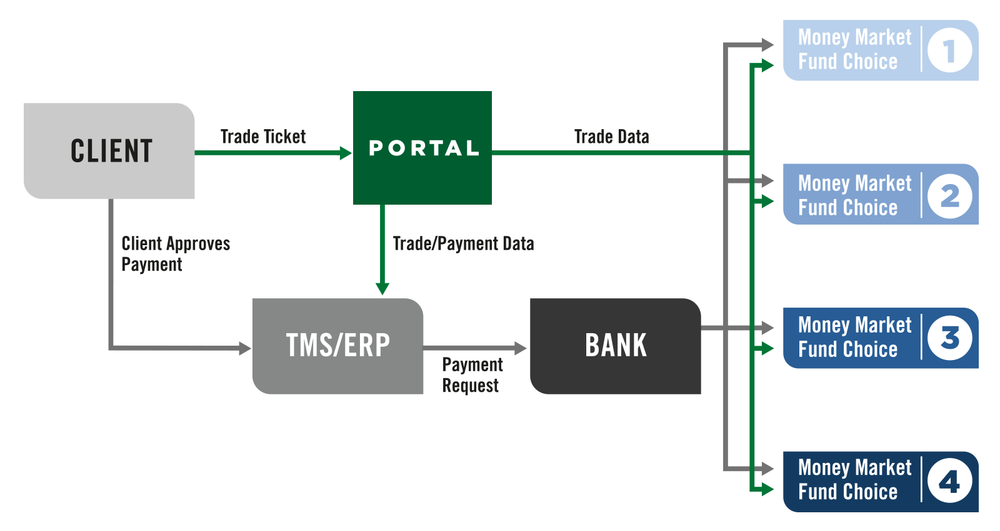 CLIENT
Trade Ticket
PORTAL
Trade Data
Money Market
Fund Choice
1
Money Market
Fund Choice
2
Client Approves
Payment
Trade/Payment Data
TMS/ERP
Payment
Request
BANK
Money Market
Fund Choice
3
Money Market
Fund Choice
4